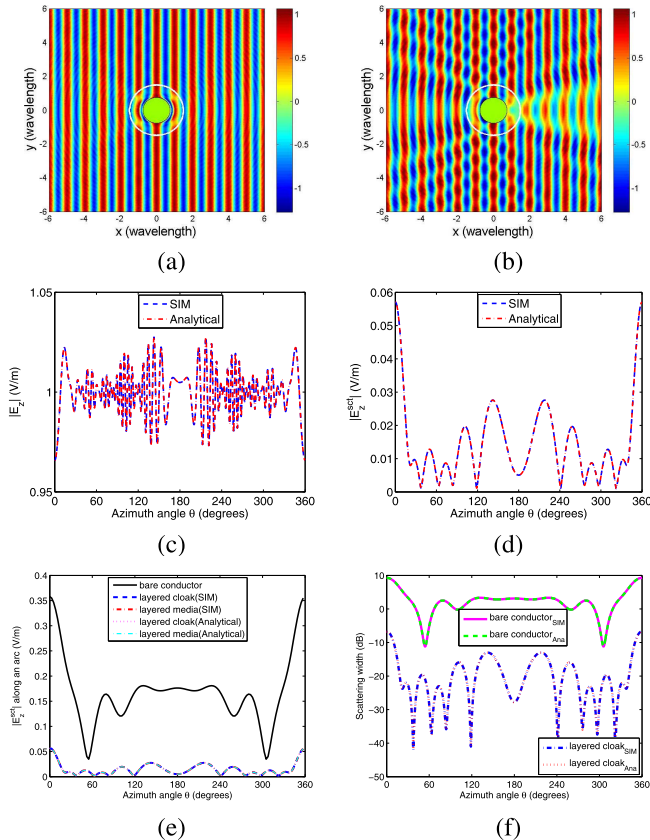 6
4
2
0
-2
-4
-6
y (wavelength)
-6 -4 -2 0 2 4 6
x (wavelength)
1
0.5
0
-0.5
-1
(a)
6
4
2
0
-2
-4
-6
y (wavelength)
-6 -4 -2 0 2 4 6
x (wavelength)
1
0.5
0
-0.5
-1
(b)
1.05
1
0.95
|E_z| (V/m)
SIM
Analytical
0 60 120 180 240 300 360
Azimuth angle θ (degrees)
(c)
0.06
0.05
0.04
0.03
0.02
0.01
0
|E_z^sct| (V/m)
SIM
Analytical
0 60 120 180 240 300 360
Azimuth angle θ (degrees)
(d)
0.4
0.35
0.3
0.25
0.2
0.15
0.1
0.05
0
|E_z^sct| along an arc (V/m)
bare conductor
layered cloak(SIM)
layered media(SIM)
layered cloak(Analytical)
layered media(Analytical)
0 60 120 180 240 300 360
Azimuth angle θ (degrees)
(e)
10
0
−10
−20
−30
−40
−50
Scattering width (dB)
bare conductor_SIM
bare conductor_Ana
layered cloak_SIM
layered cloak_Ana
0 60 120 180 240 300 360
Azimuth angle θ (degrees)
(f)